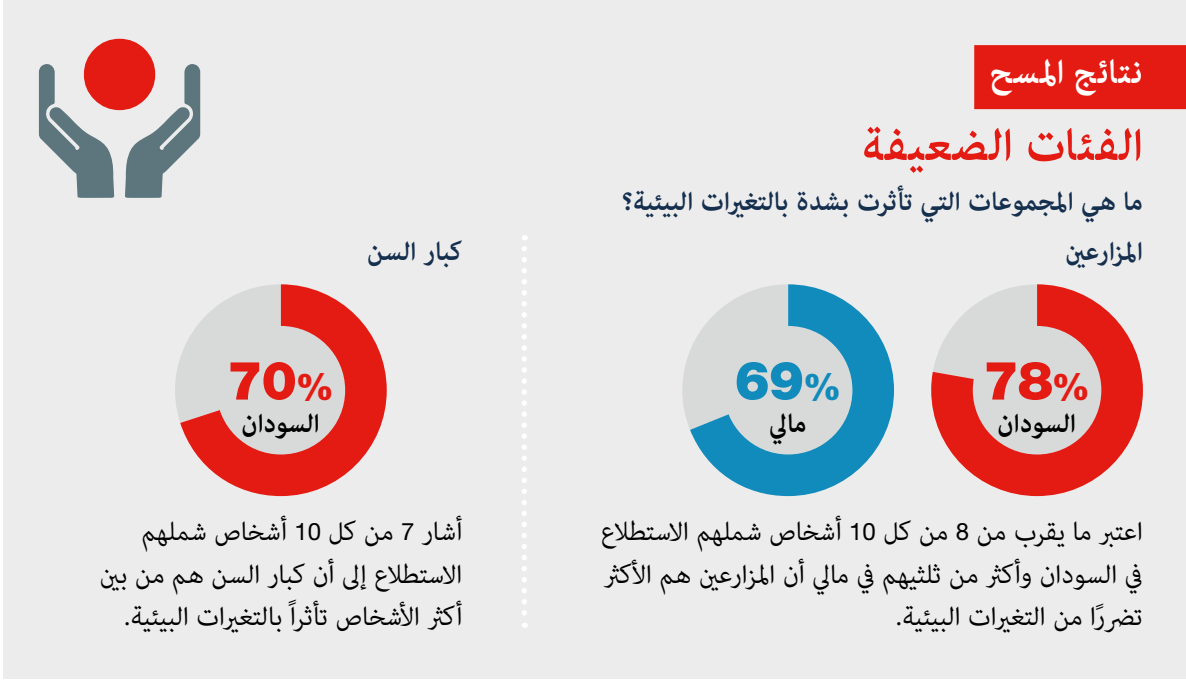 نتائج المسح
الفئات الضعيفة
ما هي المجموعات التي تأثرت بشدة بالتغيرات البيئية؟
المزارعين
78%
السودان
69%
مالي
اعتبر ما يقرب من 8 من كل 10 أشخاص شملهم الاستطلاع
في السودان وأكثر من ثلثيهم في مالي أن المزارعين هم الأكثر
تضررًا من التغيرات البيئية.
كبار السن
70%
السودان
أشار 7 من كل 10 أشخاص شملهم
الاستطلاع إلى أن كبار السن هم من بين
أكثر الأشخاص تأثراً بالتغيرات البيئية.